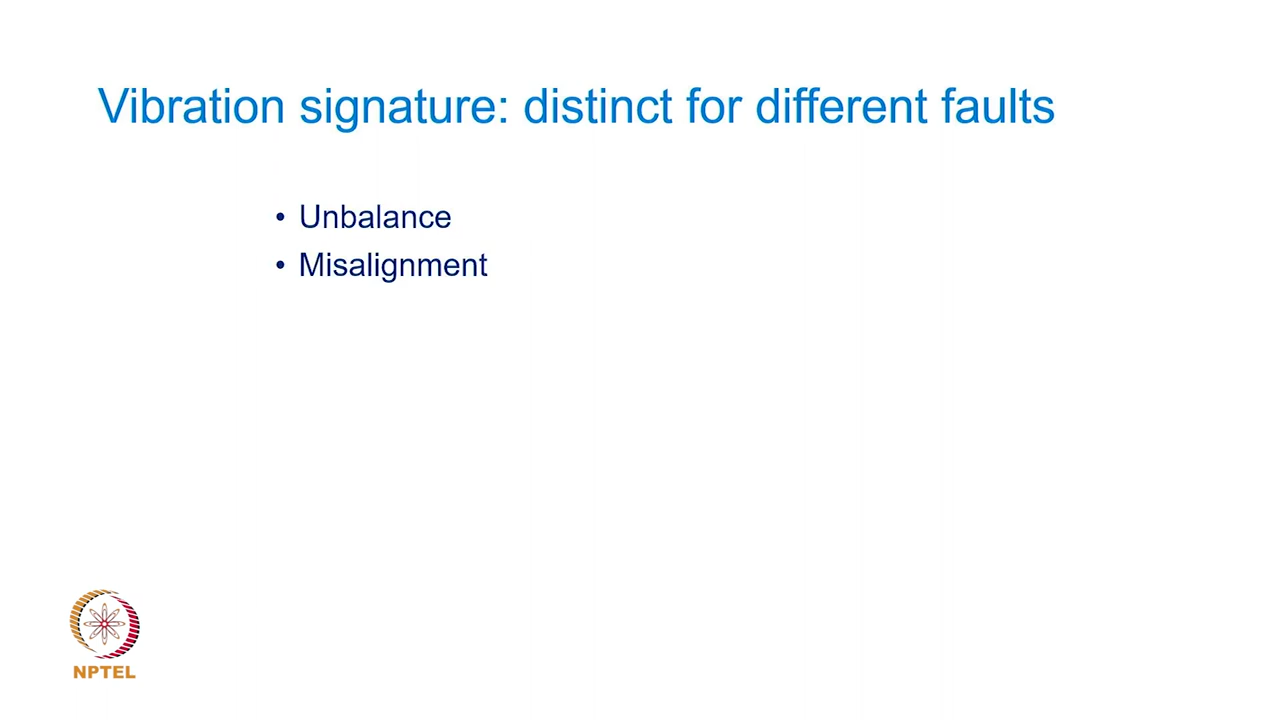 Vibration signature: distinct for different faults
• Unbalance
• Misalignment
NPTEL